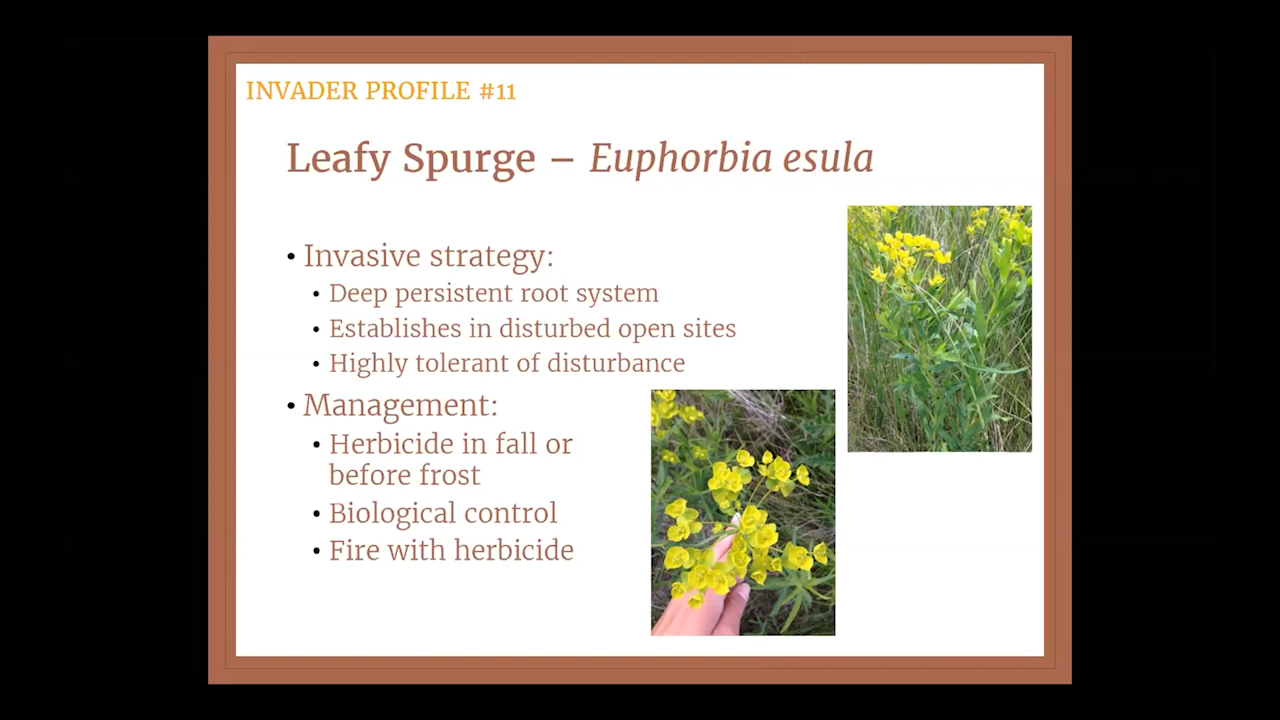 INVADER PROFILE #11
Leafy Spurge – Euphorbia esula
• Invasive strategy:
• Deep persistent root system
• Establishes in disturbed open sites
• Highly tolerant of disturbance
• Management:
• Herbicide in fall or
before frost
• Biological control
• Fire with herbicide